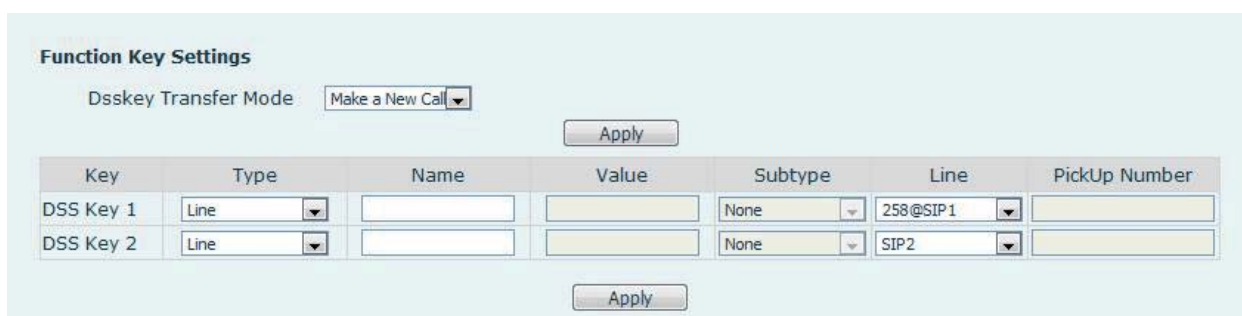 Function Key Settings
Dsskey Transfer Mode Make a New Call
Apply
Key Type Name Value Subtype Line PickUp Number
DSS Key 1 Line None 258@SIP1
DSS Key 2 Line None SIP2
Apply